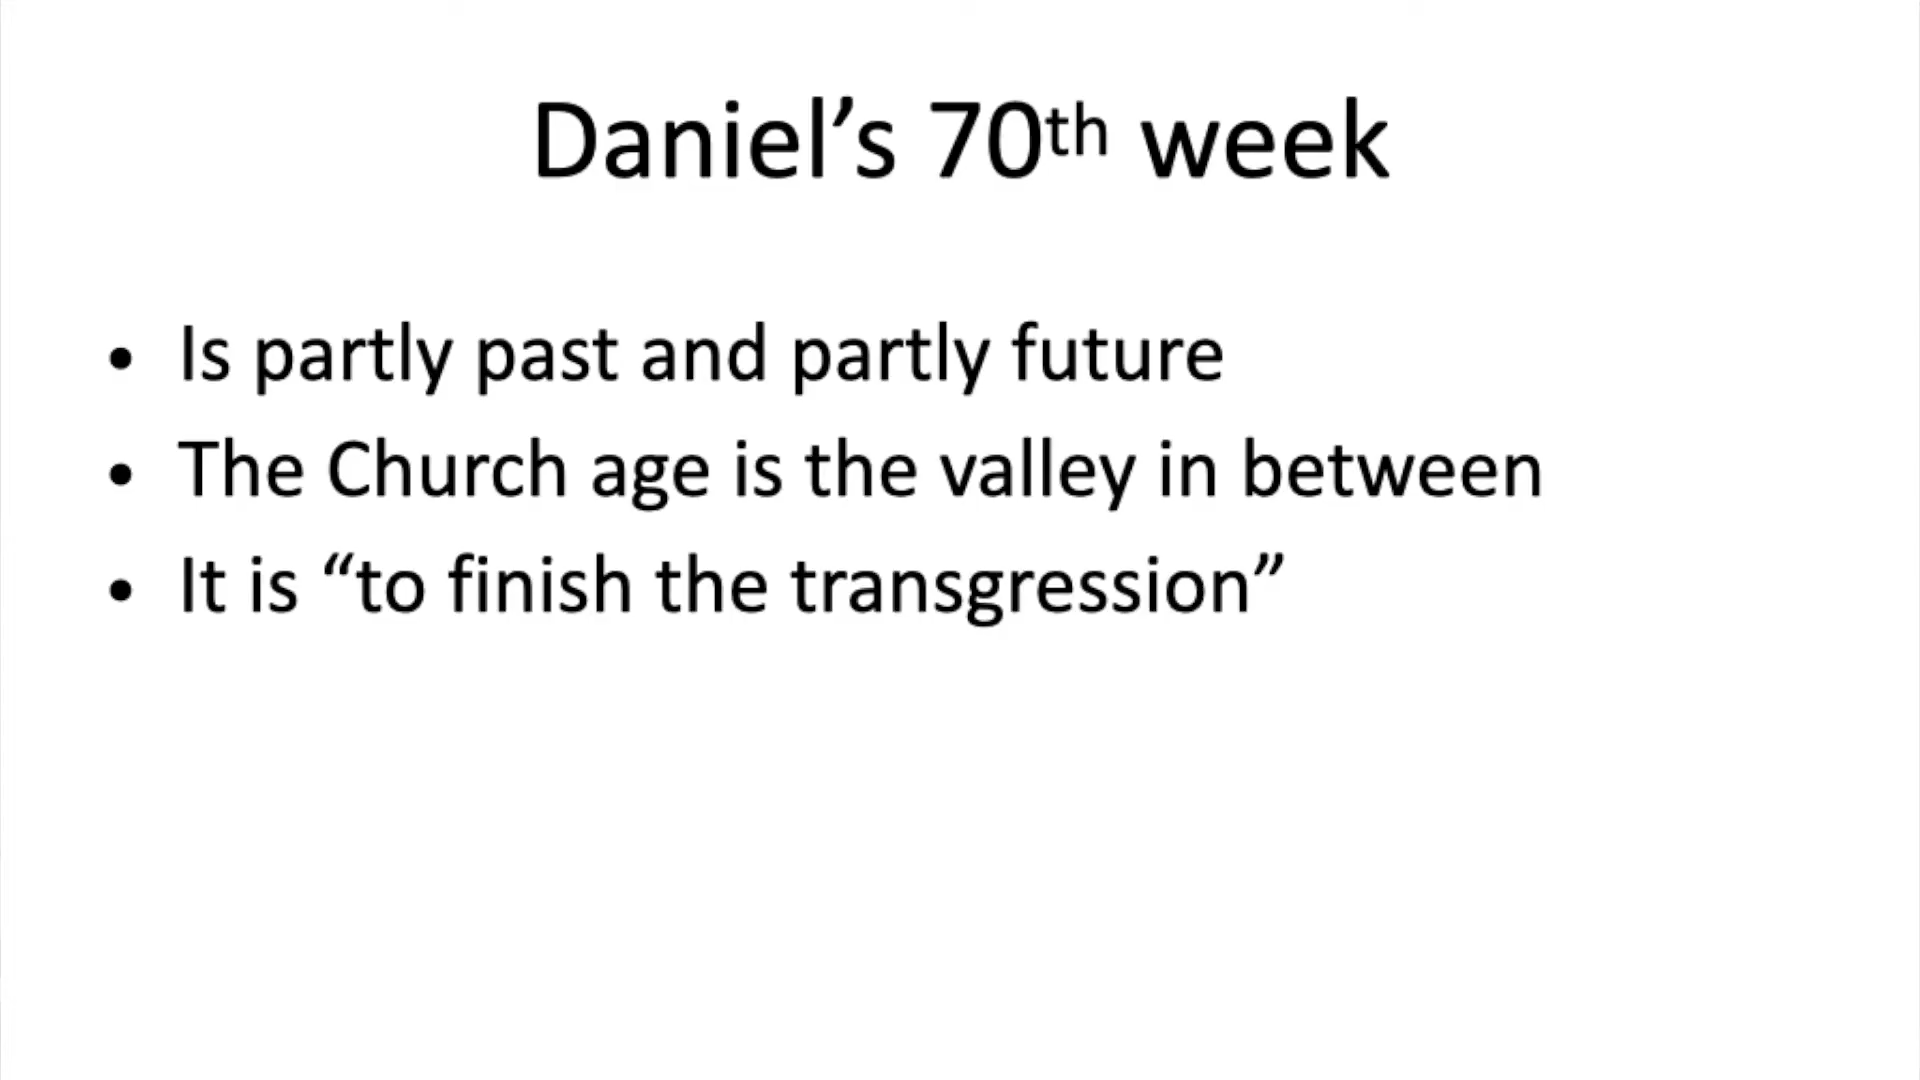 Daniel’s 70th week
• Is partly past and partly future
• The Church age is the valley in between
• It is “to finish the transgression”